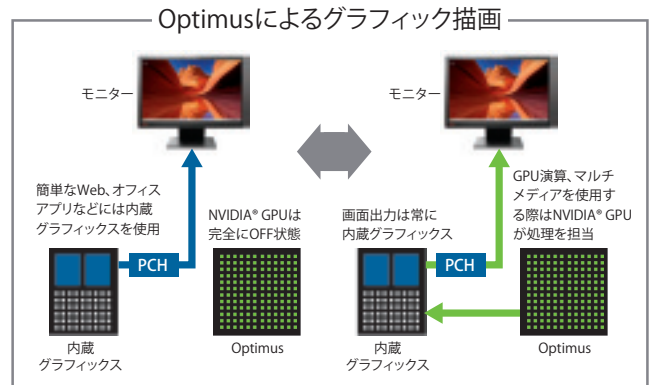 Optimusによるグラフィック描画
モニター
簡単なWeb、オフィス
アプリなどには内蔵
グラフィックスを使用
NVIDIA® GPUは
完全にOFF状態
PCH
内蔵
グラフィックス
Optimus
モニター
画面出力は常に
内蔵グラフィックス
GPU演算、マルチ
メディアを使用す
る際はNVIDIA® GPU
が処理を担当
PCH
内蔵
グラフィックス
Optimus